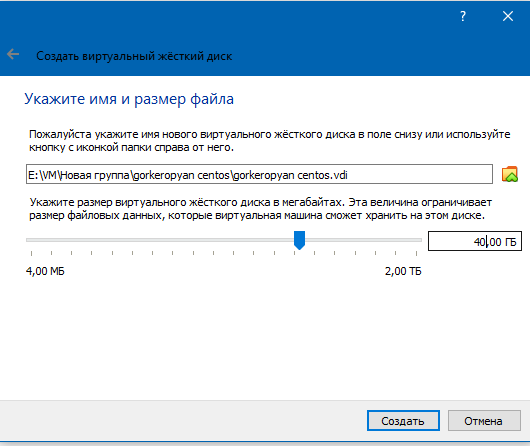 ?
Создать виртуальный жёсткий диск
Укажите имя и размер файла
Пожалуйста укажите имя нового виртуального жёсткого диска в поле снизу или используйте
кнопку с иконкой папки справа от него.
E:\VM\Новая группа\gorkeropyan centos\gorkeropyan centos.vdi
Укажите размер виртуального жёсткого диска в мегабайтах. Эта величина ограничивает
размер файловых данных, которые виртуальная машина сможет хранить на этом диске.
40,00 ГБ
4,00 МБ 2,00 ТБ
Создать Отмена